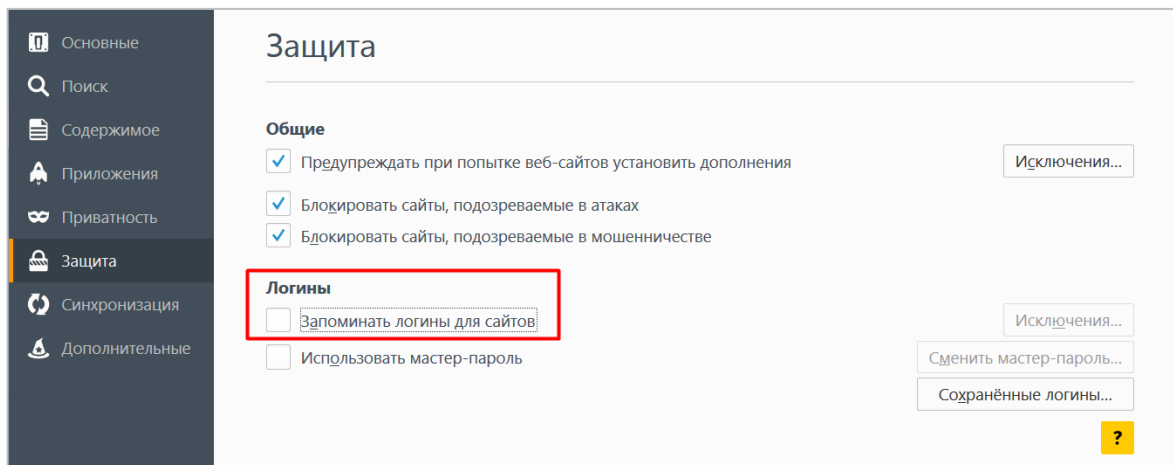 Основные
Поиск
Содержимое
Приложения
Приватность
Защита
Синхронизация
Дополнительные
Защита
Общие
Предупреждать при попытке веб-сайтов установить дополнения
Исключения...
Блокировать сайты, подозреваемые в атаках
Блокировать сайты, подозреваемые в мошенничестве
Логины
Запоминать логины для сайтов
Исключения...
Использовать мастер-пароль
Сменить мастер-пароль...
Сохранённые логины...
?